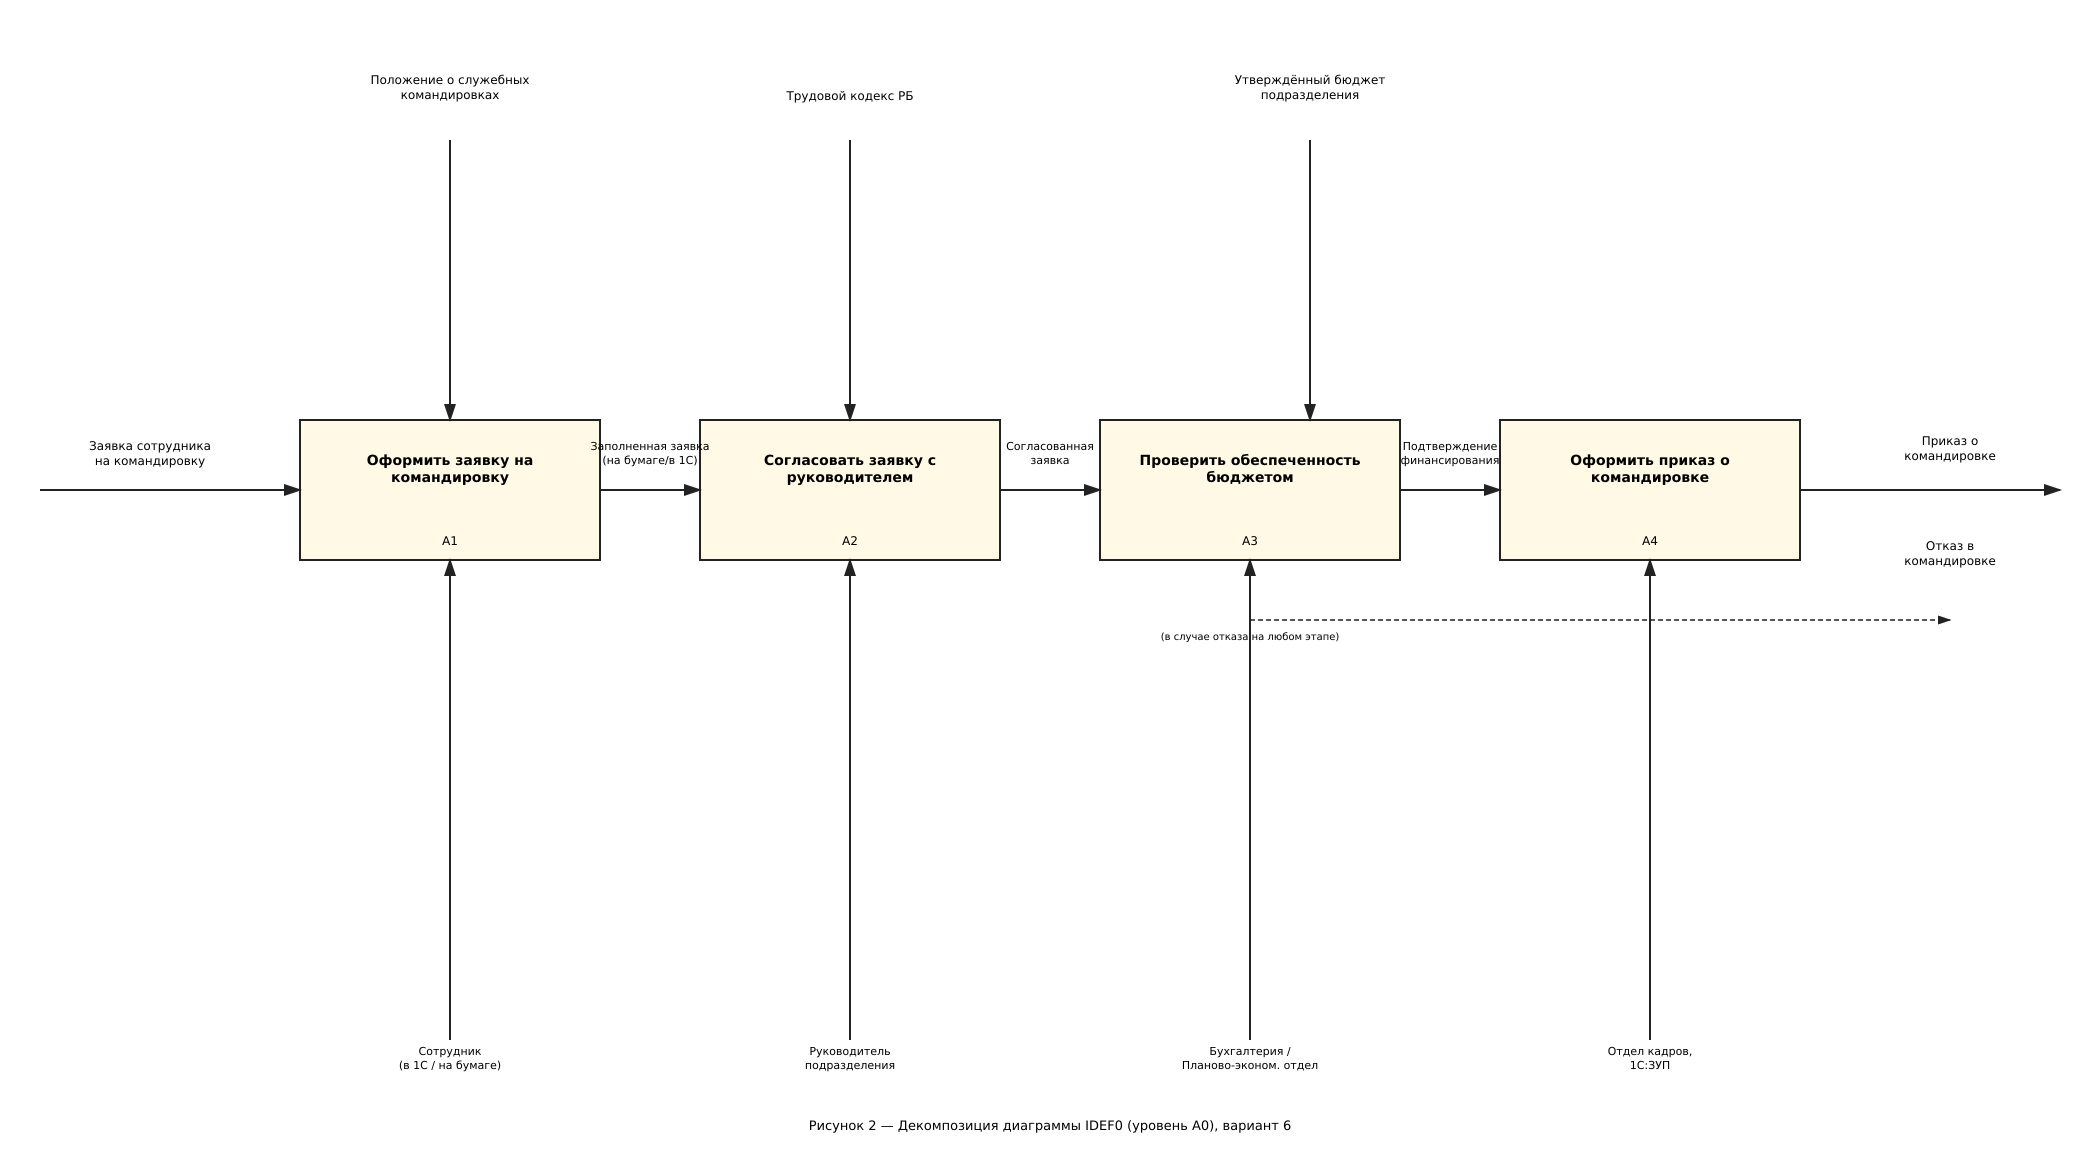 Положение о служебных
командировках
Трудовой кодекс РБ
Утверждённый бюджет
подразделения
Заявка сотрудника
на командировку
Оформить заявку на
командировку
A1
Заполненная заявка
(на бумаге/в 1С)
Согласовать заявку с
руководителем
A2
Согласованная
заявка
Проверить обеспеченность
бюджетом
A3
Подтверждение
финансирования
Оформить приказ о
командировке
A4
Приказ о
командировке
Отказ в
командировке
(в случае отказа на любом этапе)
Сотрудник
(в 1С / на бумаге)
Руководитель
подразделения
Бухгалтерия /
Планово-эконом. отдел
Отдел кадров,
1С:ЗУП
Рисунок 2 — Декомпозиция диаграммы IDEF0 (уровень A0), вариант 6